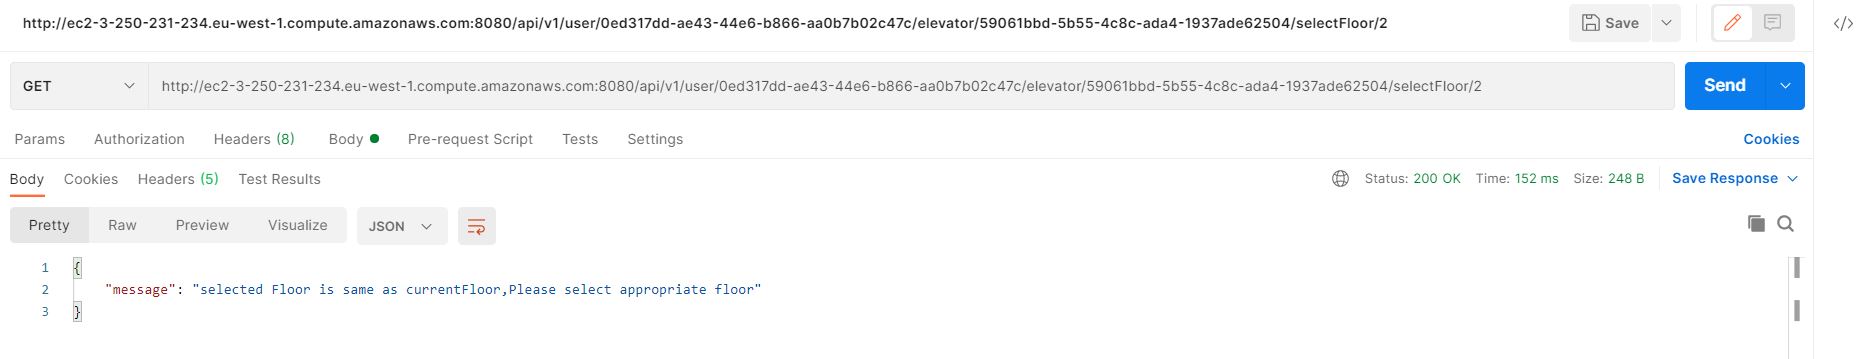 http://ec2-3-250-231-234.eu-west-1.compute.amazonaws.com:8080/api/v1/user/0ed317dd-ae43-44e6-b866-aa0b7b02c47c/elevator/59061bbd-5b55-4c8c-ada4-1937ade62504/selectFloor/2 Save
GET http://ec2-3-250-231-234.eu-west-1.compute.amazonaws.com:8080/api/v1/user/0ed317dd-ae43-44e6-b866-aa0b7b02c47c/elevator/59061bbd-5b55-4c8c-ada4-1937ade62504/selectFloor/2 Send
Params Authorization Headers (8) Body Pre-request Script Tests Settings Cookies
Body Cookies Headers (5) Test Results Status: 200 OK Time: 152 ms Size: 248 B Save Response
Pretty Raw Preview Visualize JSON
1 {
2 "message": "selected Floor is same as currentFloor,Please select appropriate floor"
3 }